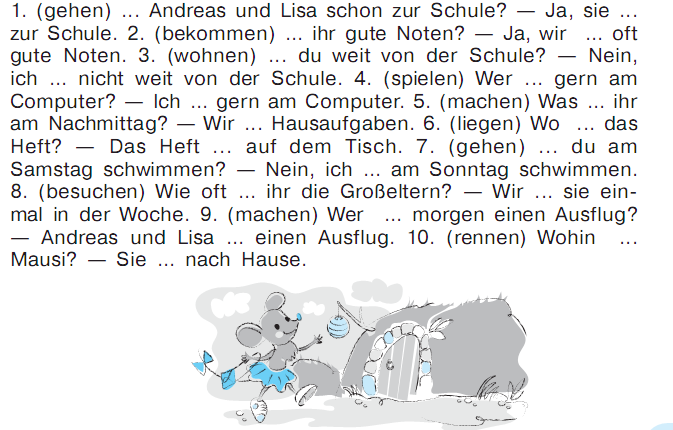 1. (gehen) ... Andreas und Lisa schon zur Schule? — Ja, sie ...
zur Schule. 2. (bekommen) ... ihr gute Noten? — Ja, wir ... oft
gute Noten. 3. (wohnen) ... du weit von der Schule? — Nein,
ich ... nicht weit von der Schule. 4. (spielen) Wer ... gern am
Computer? — Ich ... gern am Computer. 5. (machen) Was ... ihr
am Nachmittag? — Wir ... Hausaufgaben. 6. (liegen) Wo ... das
Heft? — Das Heft ... auf dem Tisch. 7. (gehen) ... du am
Samstag schwimmen? — Nein, ich ... am Sonntag schwimmen.
8. (besuchen) Wie oft ... ihr die Großeltern? — Wir ... sie ein-
mal in der Woche. 9. (machen) Wer ... morgen einen Ausflug?
— Andreas und Lisa ... einen Ausflug. 10. (rennen) Wohin ...
Mausi? — Sie ... nach Hause.